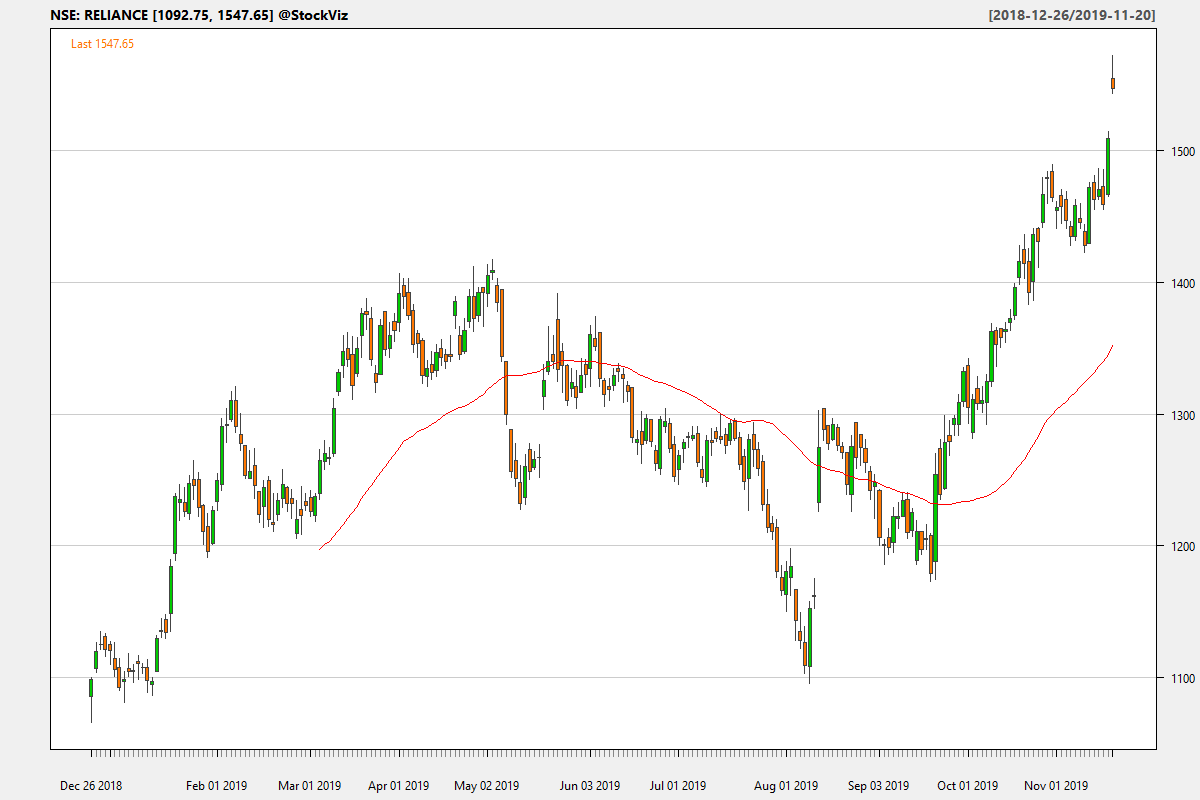 NSE: RELIANCE [1092.75, 1547.65] @StockViz
[2018-12-26/2019-11-20]
Last 1547.65
1500
1400
1300
1200
1100
Dec 26 2018
Feb 01 2019
Mar 01 2019
Apr 01 2019
May 02 2019
Jun 03 2019
Jul 01 2019
Aug 01 2019
Sep 03 2019
Oct 01 2019
Nov 01 2019